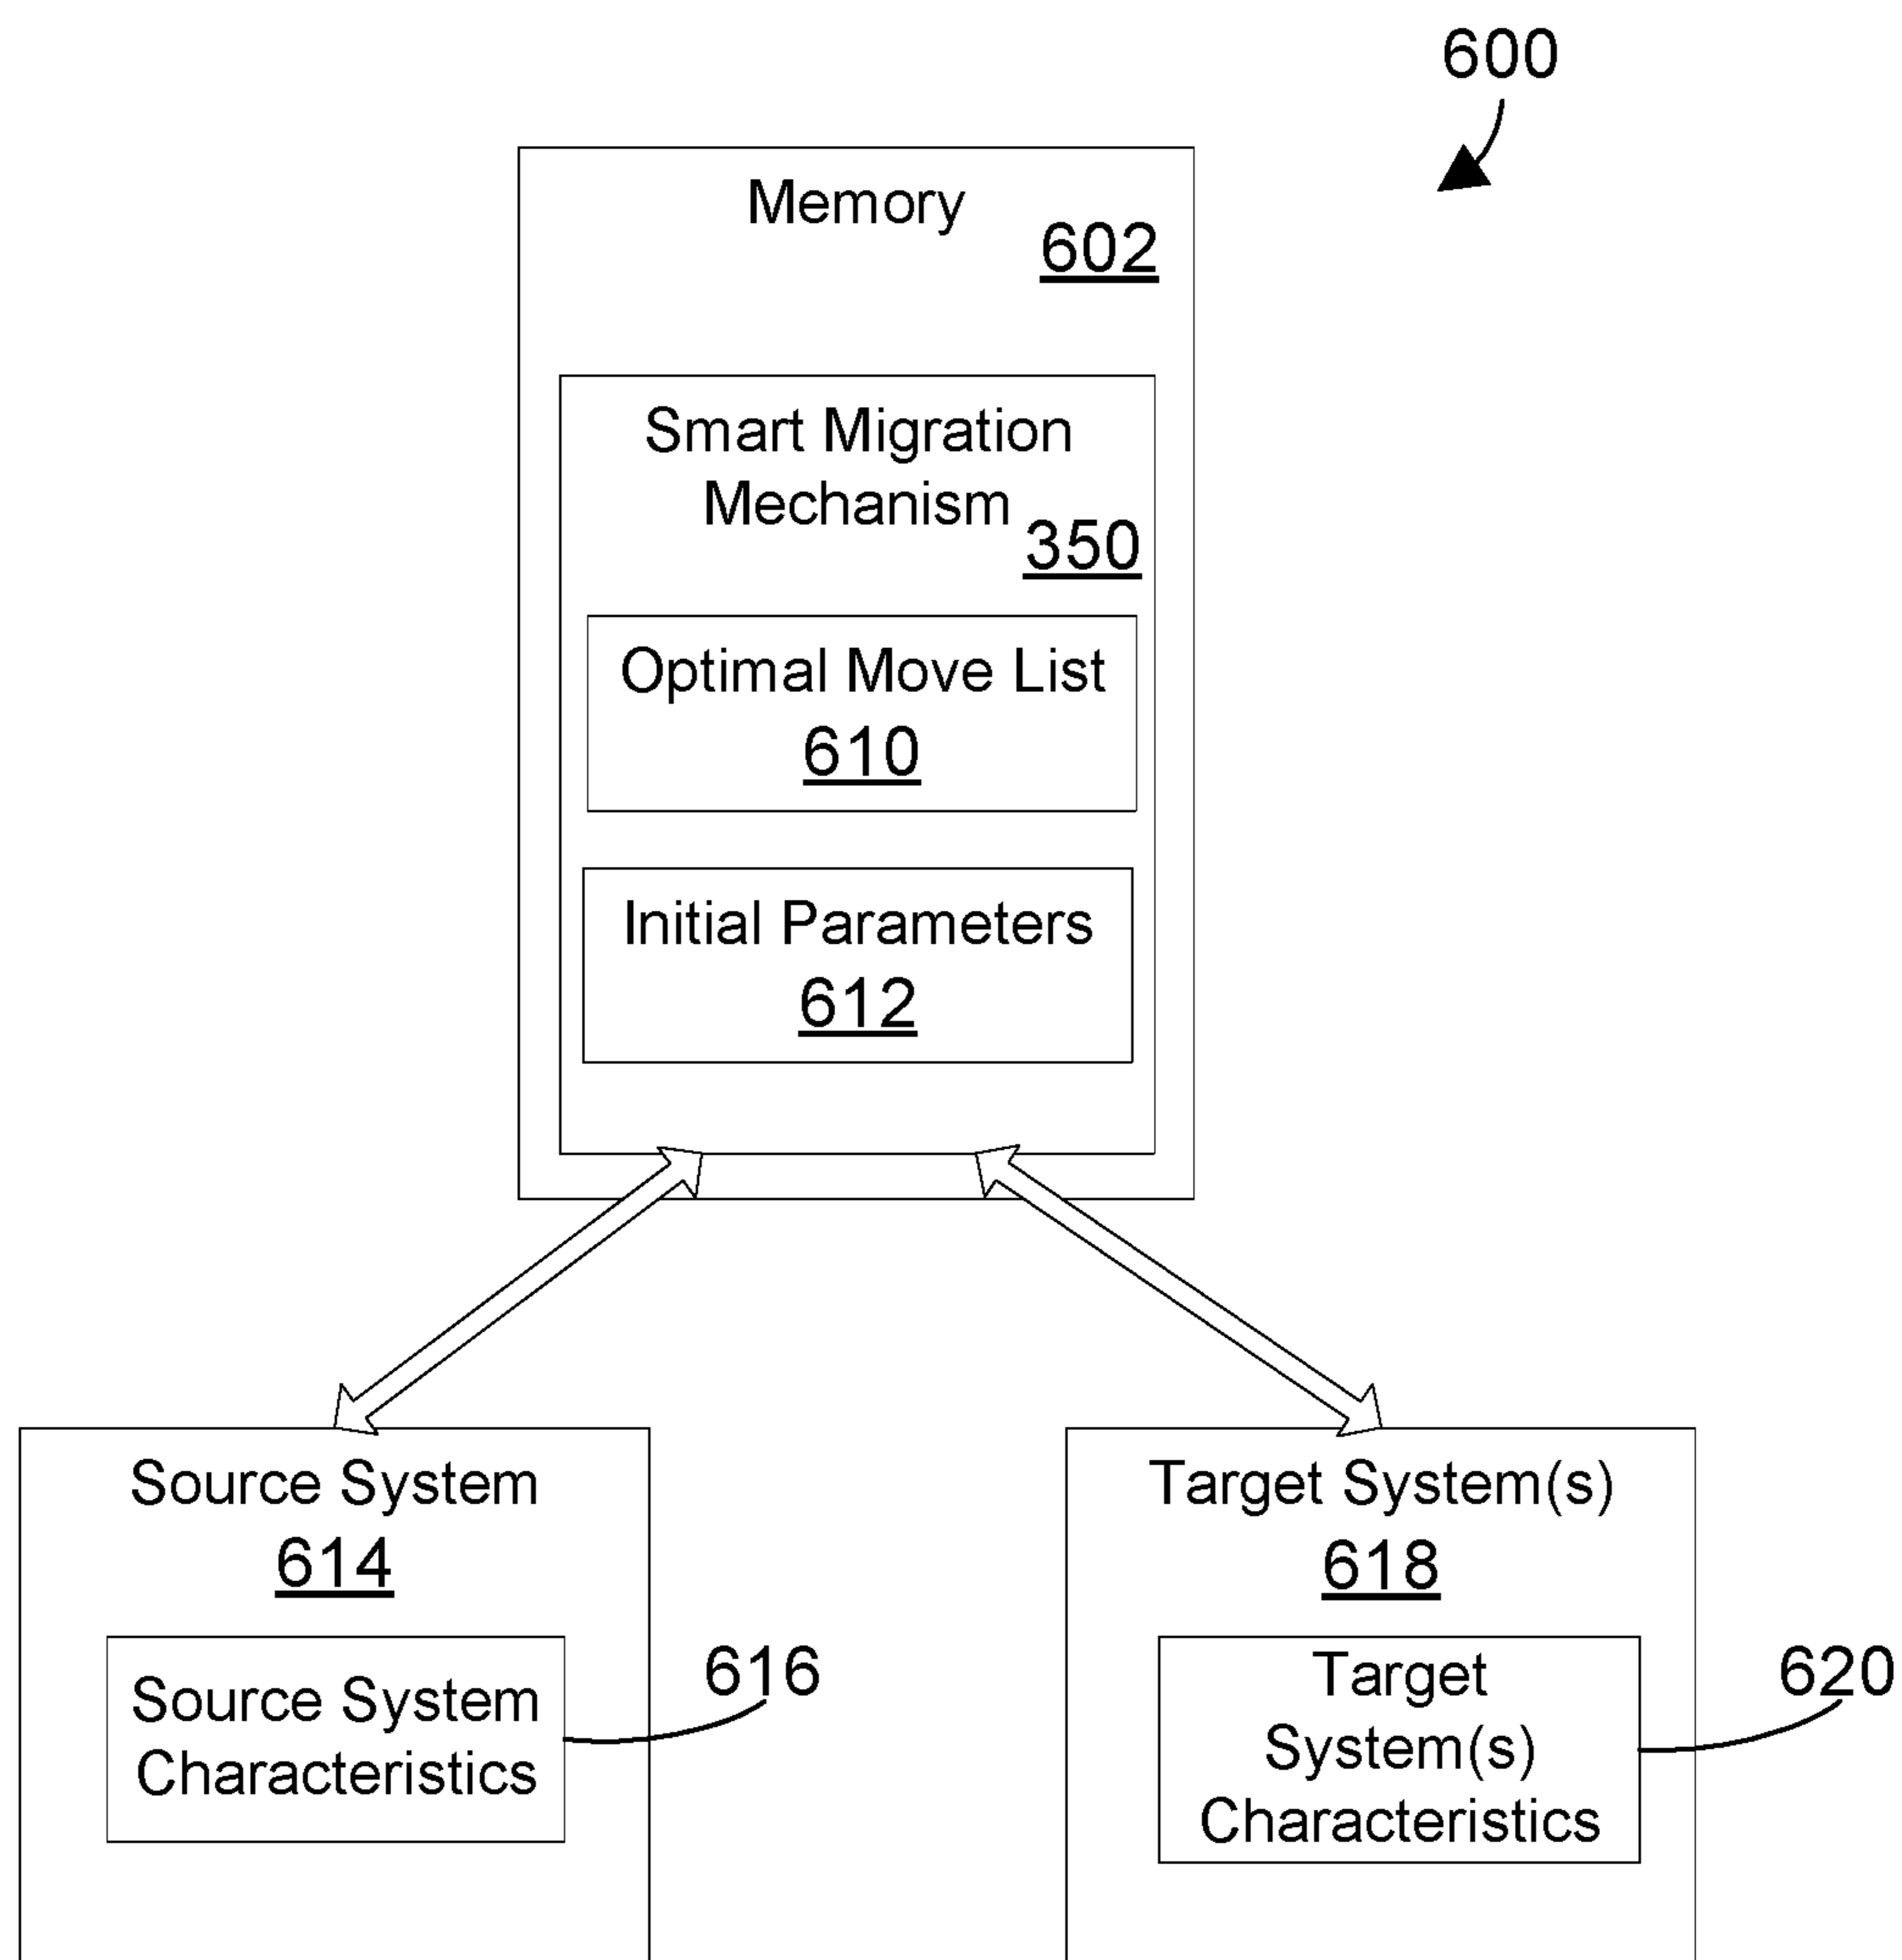 600
Memory
602
Smart Migration
Mechanism
350
Optimal Move List
610
Initial Parameters
612
Source System
614
Source System
Characteristics
616
Target System(s)
618
Target
System(s)
Characteristics
620